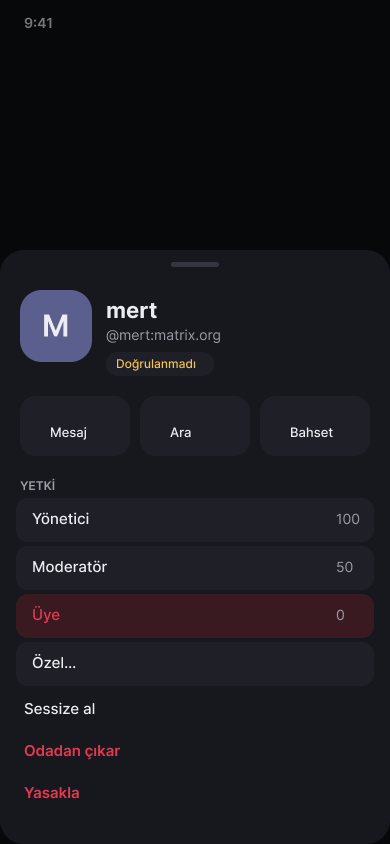 9:41
M
mert
@mert:matrix.org
Doğrulanmadı
Mesaj Ara Bahset
YETKİ
Yönetici 100
Moderatör 50
Üye 0
Özel...
Sessize al
Odadan çıkar
Yasakla